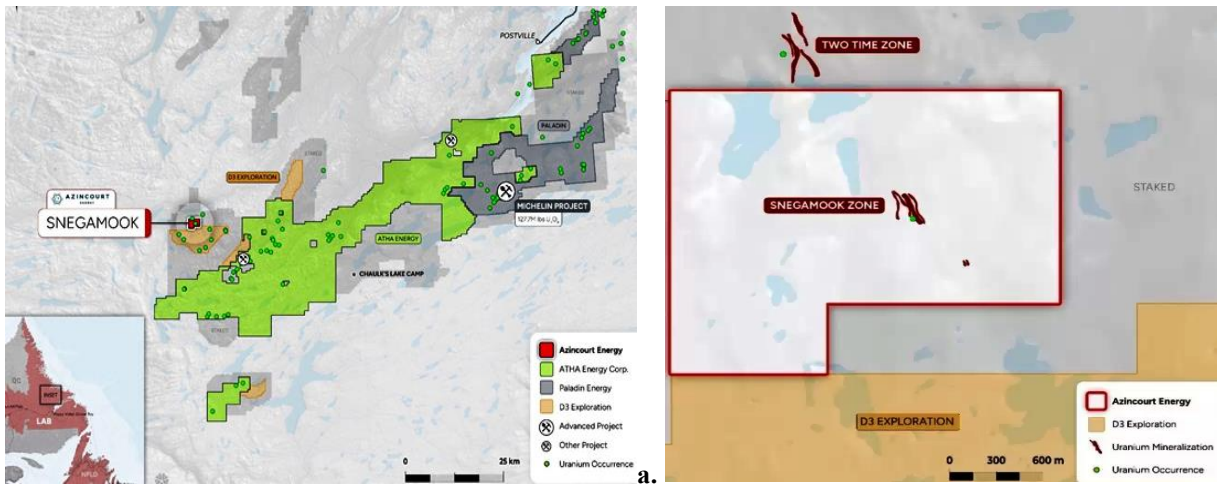 POSTVILLE
STAKED
PALADIN
D3 EXPLORATION
STAKED
AZINCOURT
ENERGY
SNEGAMOOK
MICHELIN PROJECT
127.7M lbs U₃O₈
ATHA ENERGY
CHAULK'S LAKE CAMP
STAKED
QC
INSET
LAB
NFLD
Azincourt Energy
ATHA Energy Corp.
Paladin Energy
D3 Exploration
Advanced Project
Other Project
Uranium Occurrence
0 25 km
a.
TWO TIME ZONE
STAKED
SNEGAMOOK ZONE
D3 EXPLORATION
Azincourt Energy
D3 Exploration
Uranium Mineralization
Uranium Occurrence
0 300 600 m